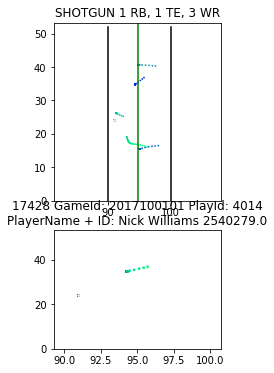 SHOTGUN 1 RB, 1 TE, 3 WR
50
40
30
20
10
0
90 100
17428 GameId: 2017100101 PlayId: 4014
PlayerName + ID: Nick Williams 2540279.0
40
20
0
90.0 92.5 95.0 97.5 100.0